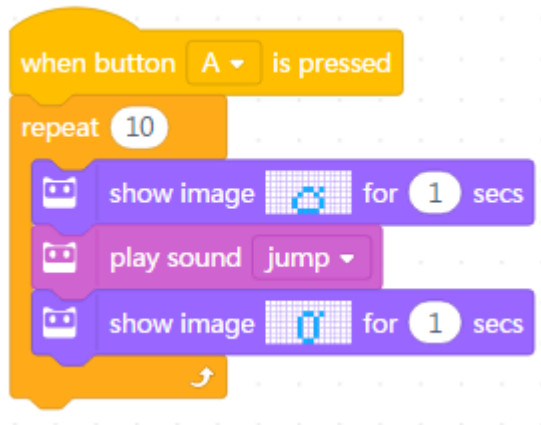 when button A is pressed
repeat 10
show image for 1 secs
play sound jump
show image for 1 secs